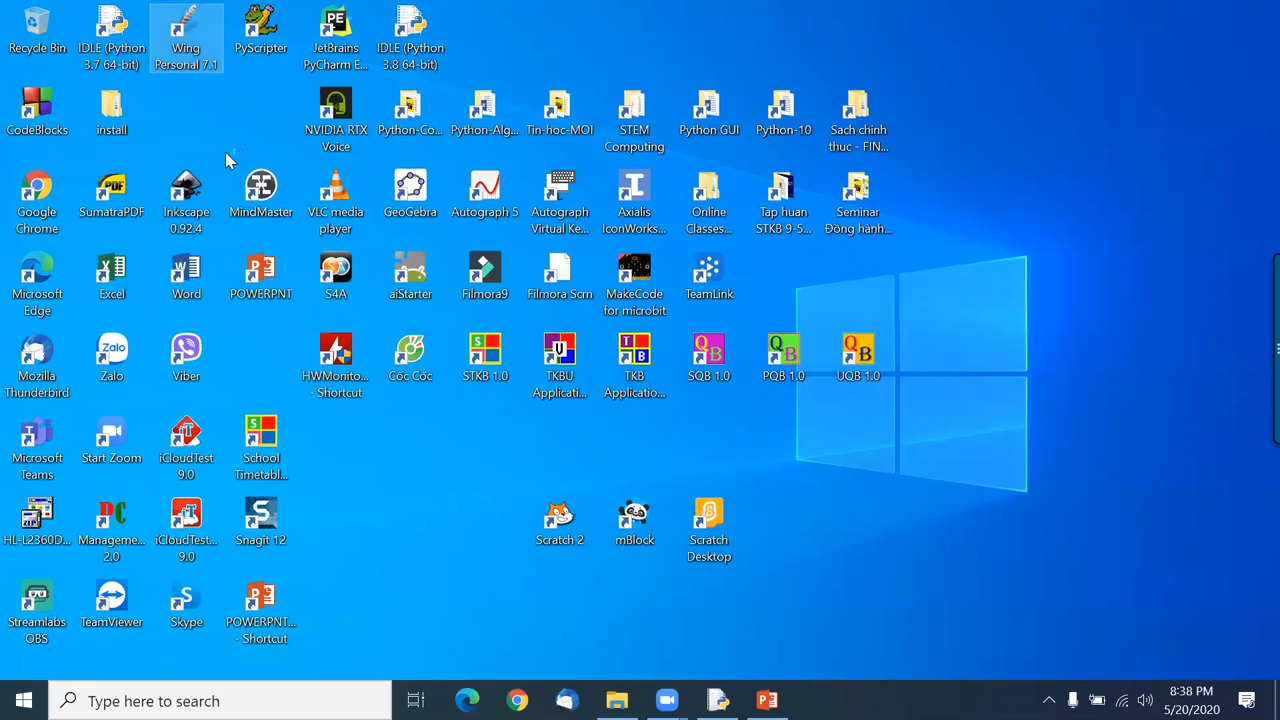 Recycle Bin
IDLE (Python
3.7 64-bit)
Wing
Personal 7.1
PyScripter
JetBrains
PyCharm E...
IDLE (Python
3.8 64-bit)
CodeBlocks
install
NVIDIA RTX
Voice
Python-Co...
Python-Alg...
Tin-hoc-MOI
STEM
Computing
Python GUI
Python-10
Sach chinh
thuc - FIN...
Google
Chrome
SumatraPDF
Inkscape
0.92.4
MindMaster
VLC media
player
GeoGebra
Autograph 5
Autograph
Virtual Ke...
Axialis
IconWorks...
Online
Classes...
Tap huan
STKB 9-5...
Seminar
Đồng hành...
Microsoft
Edge
Excel
Word
POWERPNT
S4A
aiStarter
Filmora9
Filmora Scrn
MakeCode
for microbit
TeamLink
Mozilla
Thunderbird
Zalo
Viber
HWMonito...
- Shortcut
Cốc Cốc
STKB 1.0
TKBU
Applicati...
TKB
Applicatio...
SQB 1.0
PQB 1.0
UQB 1.0
Microsoft
Teams
Start Zoom
iCloudTest
9.0
School
Timetabl...
HL-L2360D...
Manageme...
2.0
iCloudTest...
9.0
Snagit 12
Scratch 2
mBlock
Scratch
Desktop
Streamlabs
OBS
TeamViewer
Skype
POWERPNT...
- Shortcut
Type here to search
8:38 PM
5/20/2020